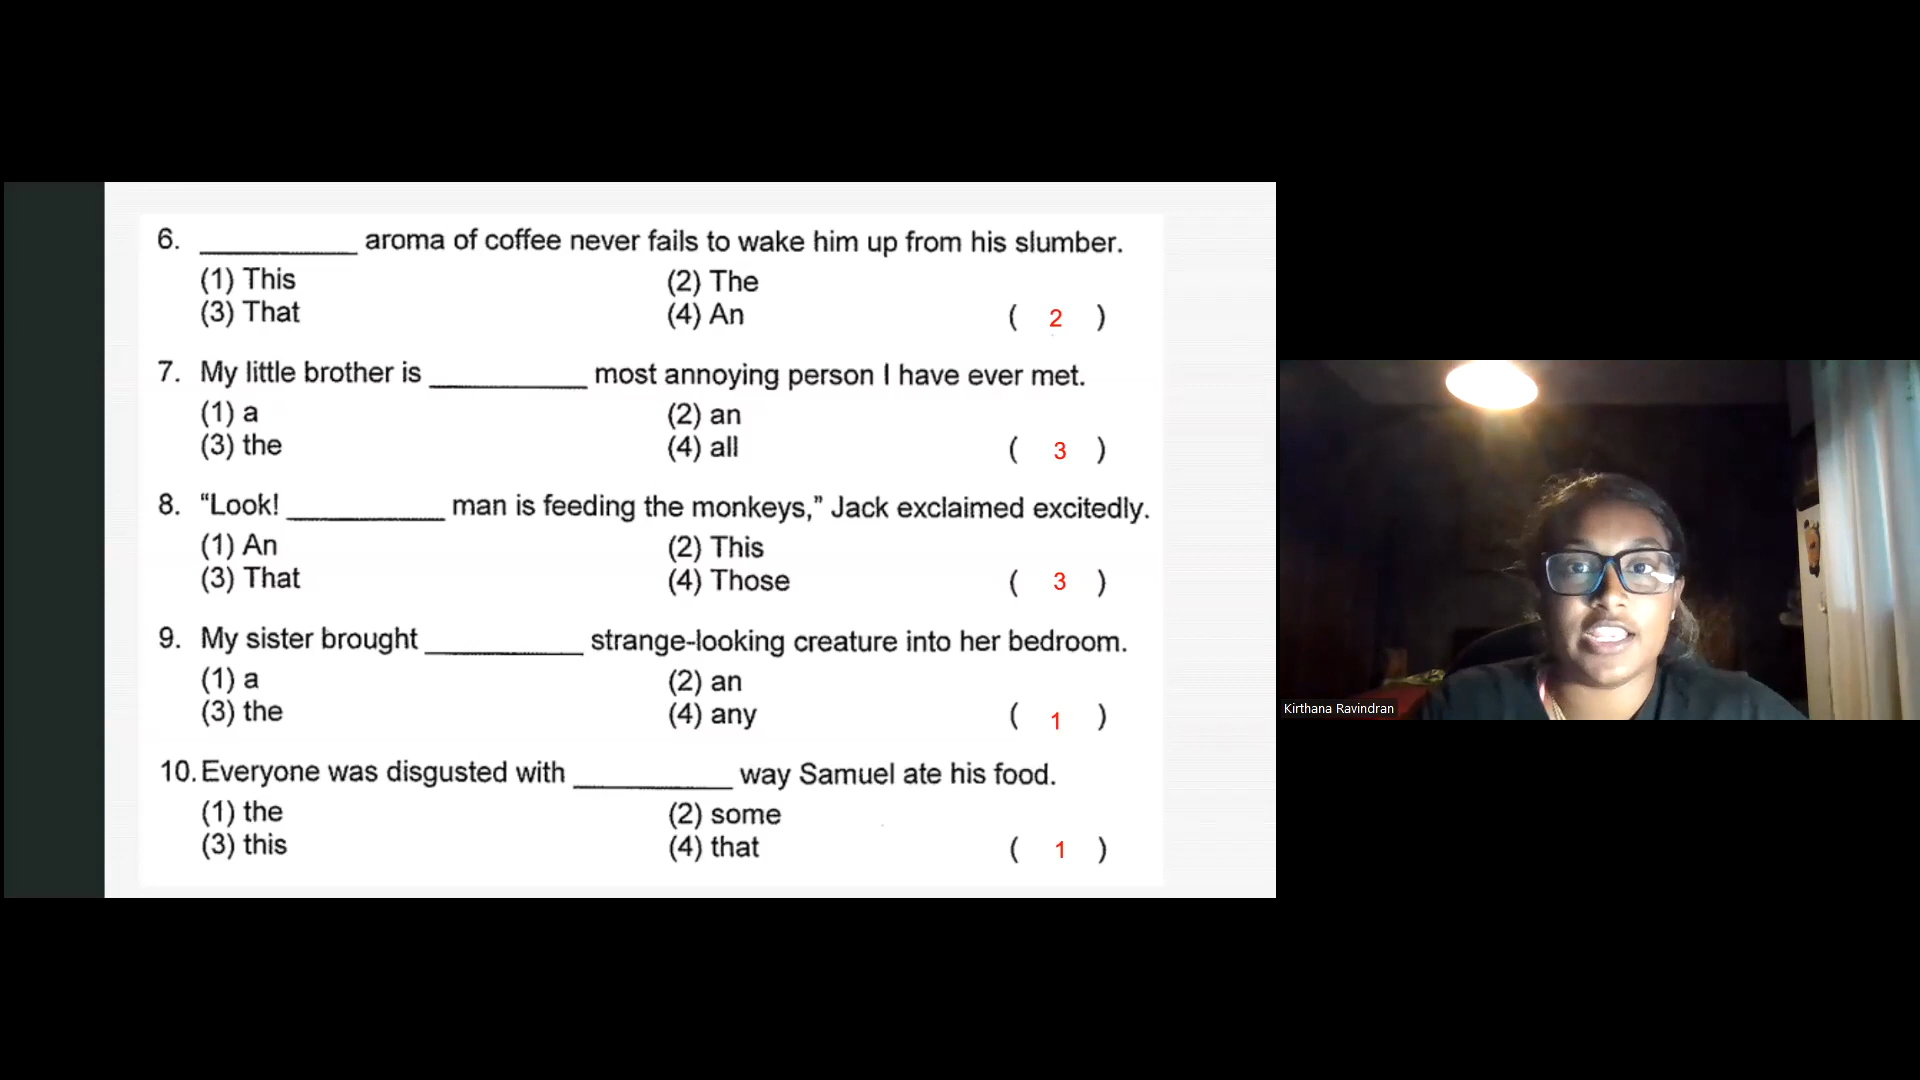 6. __________ aroma of coffee never fails to wake him up from his slumber.
(1) This (2) The
(3) That (4) An ( 2 )
7. My little brother is __________ most annoying person I have ever met.
(1) a (2) an
(3) the (4) all ( 3 )
8. “Look! __________ man is feeding the monkeys,” Jack exclaimed excitedly.
(1) An (2) This
(3) That (4) Those ( 3 )
9. My sister brought __________ strange-looking creature into her bedroom.
(1) a (2) an
(3) the (4) any ( 1 )
10. Everyone was disgusted with __________ way Samuel ate his food.
(1) the (2) some
(3) this (4) that ( 1 )
Kirthana Ravindran